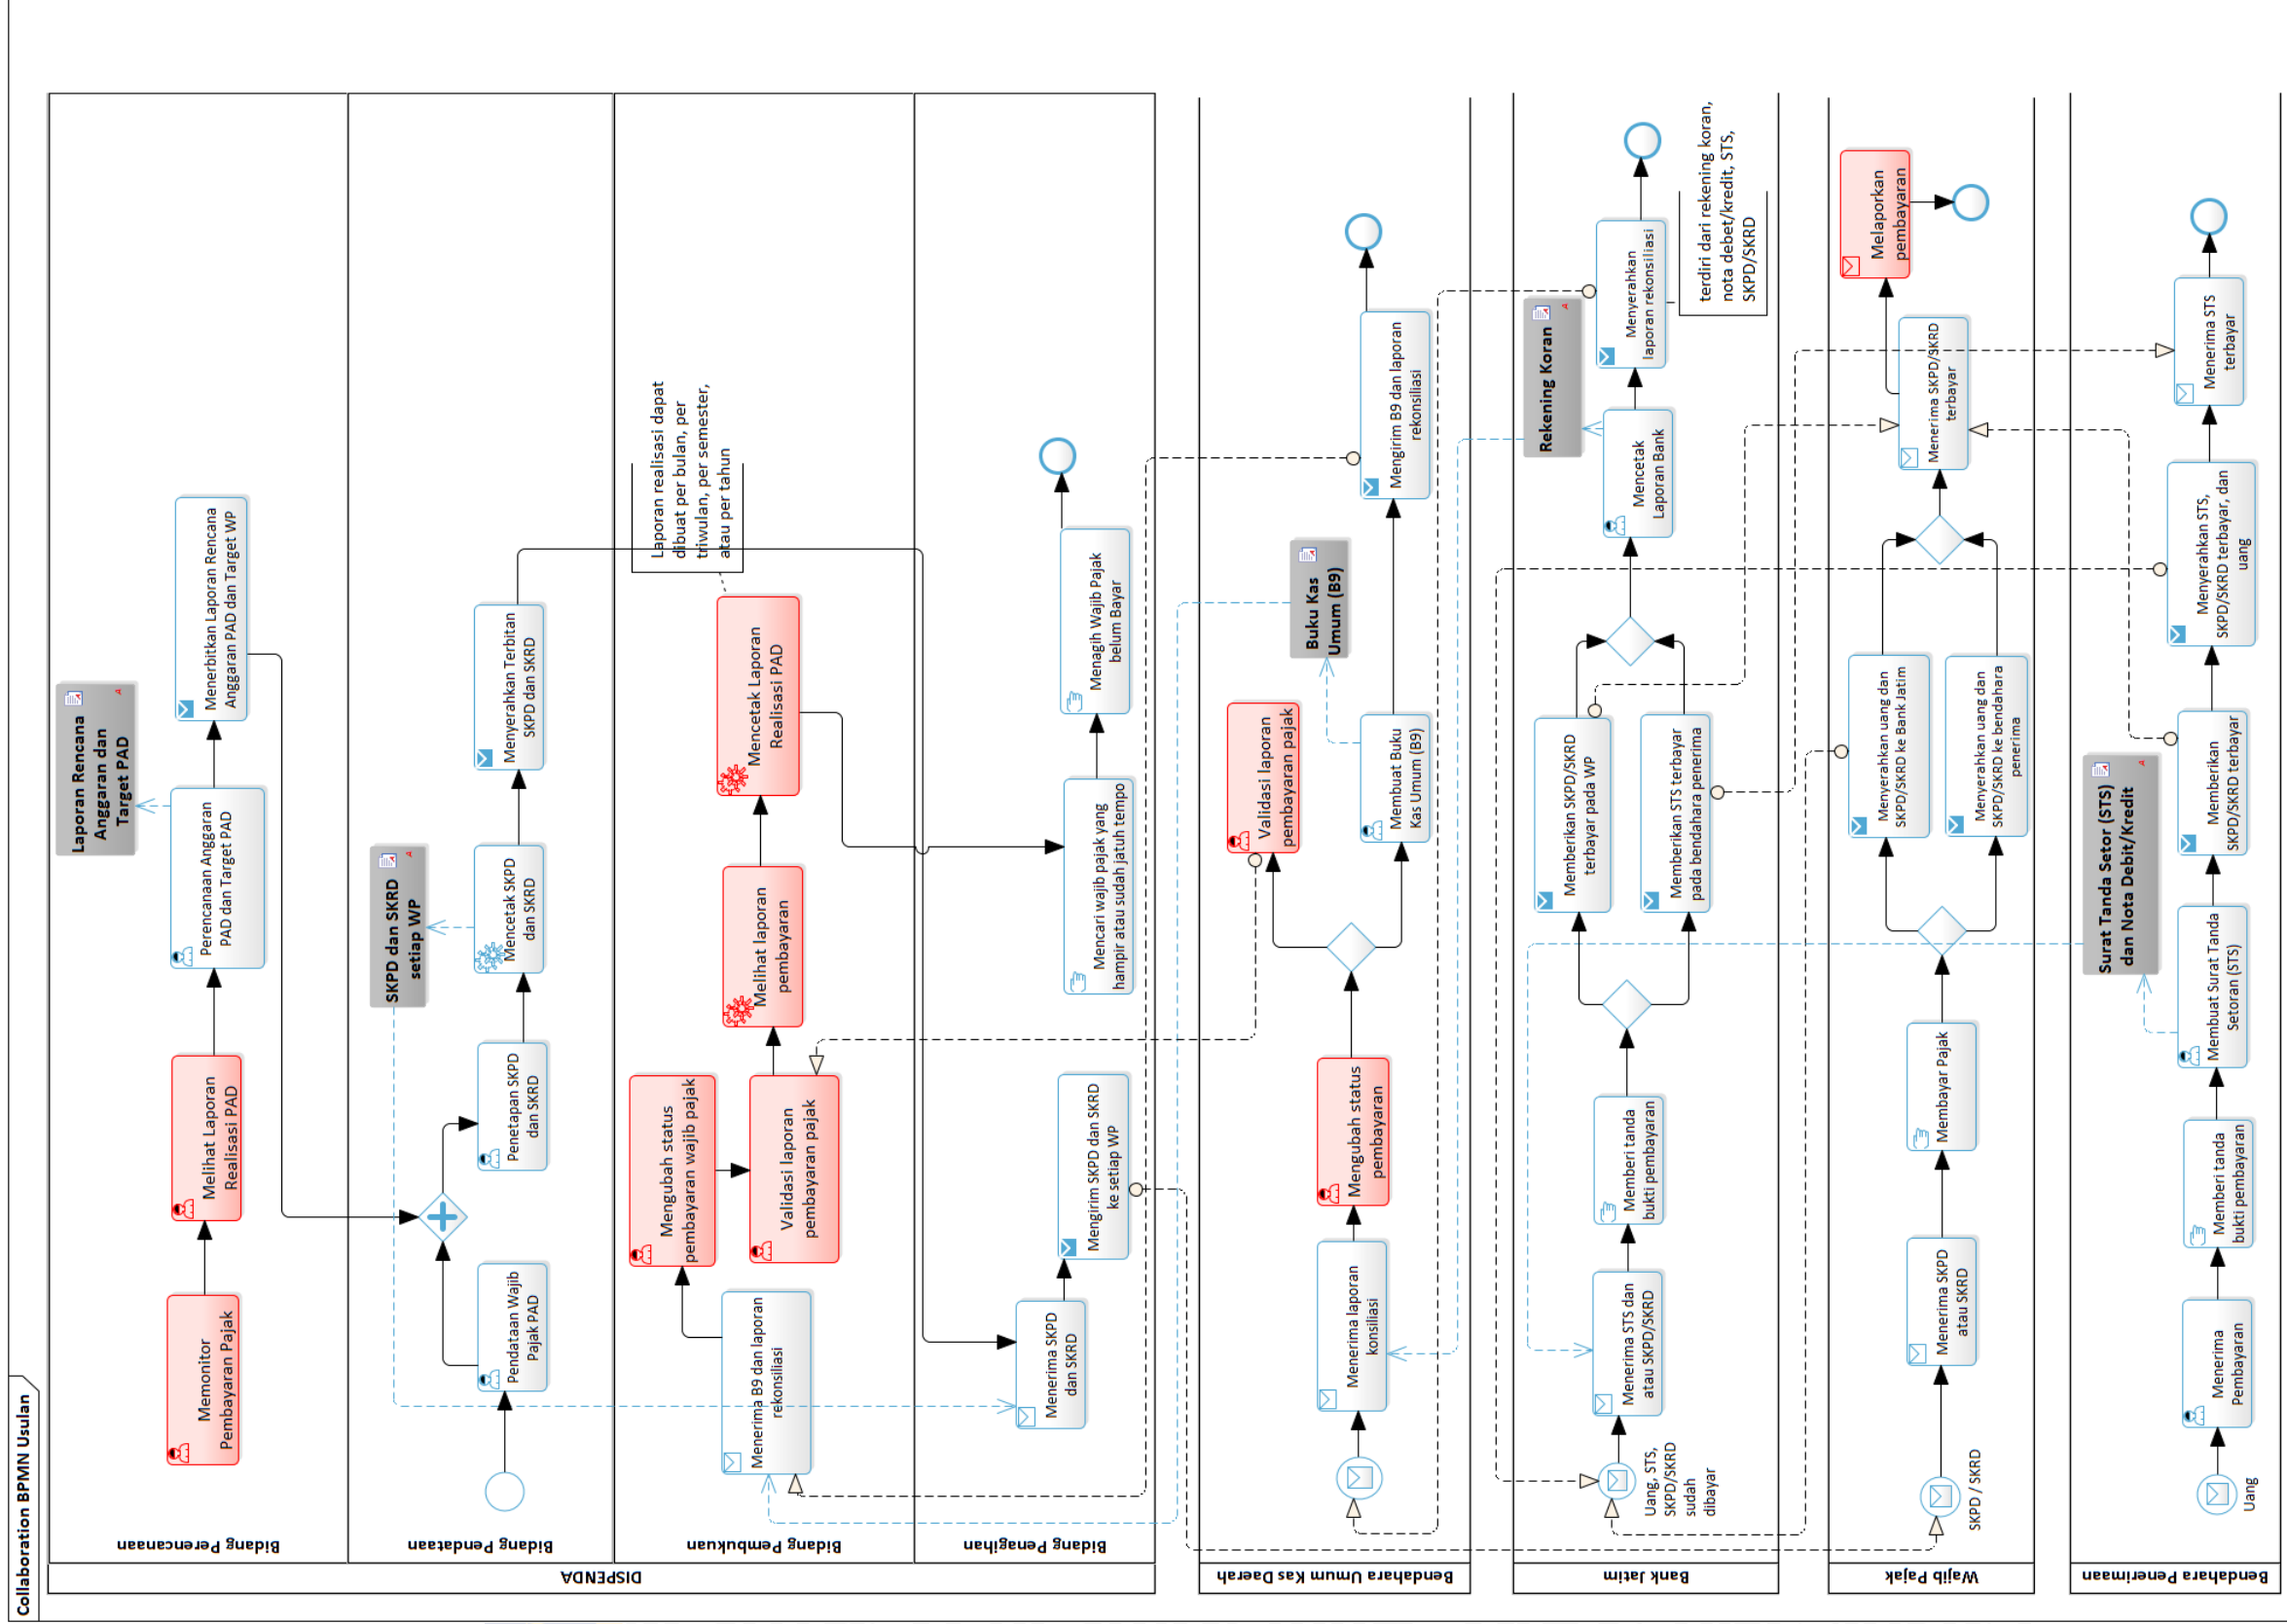 Collaboration BPMN Usulan
DISPENDA
Bidang Perencanaan
Memonitor
Pembayaran Pajak
Melihat Laporan
Realisasi PAD
Perencanaan Anggaran
PAD dan Target PAD
Laporan Rencana
Anggaran dan
Target PAD
A
Menerbitkan Laporan Rencana
Anggaran PAD dan Target WP
Bidang Pendataan
Pendataan Wajib
Pajak PAD
Penetapan SKPD
dan SKRD
Mencetak SKPD
dan SKRD
SKPD dan SKRD
setiap WP
A
Menyerahkan Terbitan
SKPD dan SKRD
Bidang Pembukuan
Menerima B9 dan laporan
rekonsiliasi
Mengubah status
pembayaran wajib pajak
Validasi laporan
pembayaran pajak
Melihat laporan
pembayaran
Mencetak Laporan
Realisasi PAD
Laporan realisasi dapat
dibuat per bulan, per
triwulan, per semester,
atau per tahun
Bidang Penagihan
Menerima SKPD
dan SKRD
Mengirim SKPD dan SKRD
ke setiap WP
Mencari wajib pajak yang
hampir atau sudah jatuh tempo
Menagih Wajib Pajak
belum Bayar
Bendahara Umum Kas Daerah
Menerima laporan
konsiliasi
Mengubah status
pembayaran
Validasi laporan
pembayaran pajak
Membuat Buku
Kas Umum (B9)
Buku Kas
Umum (B9)
A
Mengirim B9 dan laporan
rekonsiliasi
Bank Jatim
Uang, STS,
SKPD/SKRD
sudah
dibayar
Menerima STS dan
atau SKPD/SKRD
Memberi tanda
bukti pembayaran
Memberikan SKPD/SKRD
terbayar pada WP
Memberikan STS terbayar
pada bendahara penerima
Mencetak
Laporan Bank
Rekening Koran
A
Menyerahkan
laporan rekonsiliasi
terdiri dari rekening koran,
nota debet/kredit, STS,
SKPD/SKRD
Wajib Pajak
SKPD / SKRD
Menerima SKPD
atau SKRD
Membayar Pajak
Menyerahkan uang dan
SKPD/SKRD ke Bank Jatim
Menyerahkan uang dan
SKPD/SKRD ke bendahara
penerima
Menerima SKPD/SKRD
terbayar
Melaporkan
pembayaran
Bendahara Penerimaan
Uang
Menerima
Pembayaran
Memberi tanda
bukti pembayaran
Membuat Surat Tanda
Setoran (STS)
Surat Tanda Setor (STS)
dan Nota Debit/Kredit
A
Memberikan
SKPD/SKRD terbayar
Menyerahkan STS,
SKPD/SKRD terbayar, dan
uang
Menerima STS
terbayar